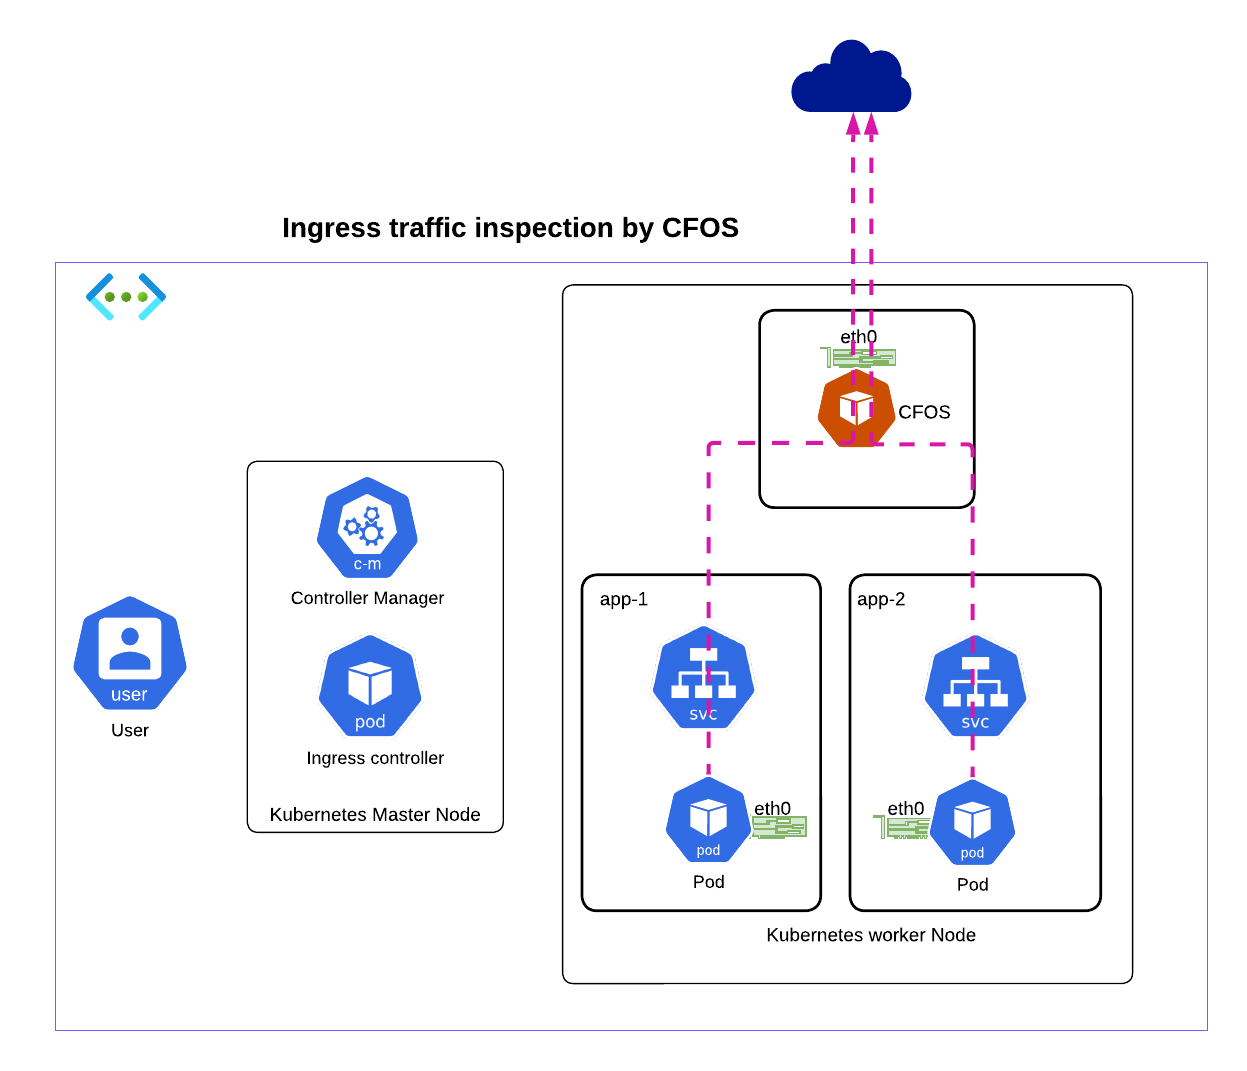 Ingress traffic inspection by CFOS
eth0
CFOS
c-m
Controller Manager
user
User
pod
Ingress controller
Kubernetes Master Node
app-1
svc
pod
eth0
Pod
app-2
svc
eth0
pod
Pod
Kubernetes worker Node